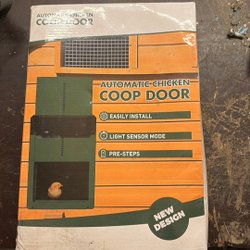 AUTOMATIC CHICKEN
COOP DOOR
AUTOMATIC CHICKEN
COOP DOOR
EASILY INSTALL
LIGHT SENSOR MODE
PRE-STEPS
NEW
DESIGN